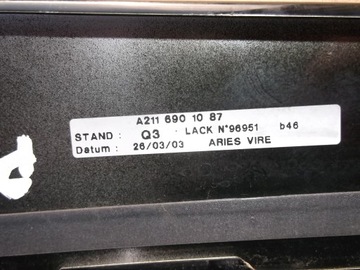 A211 690 10 87
STAND : Q3 LACK N°96951 b46
Datum : 26/03/03 ARIES VIRE